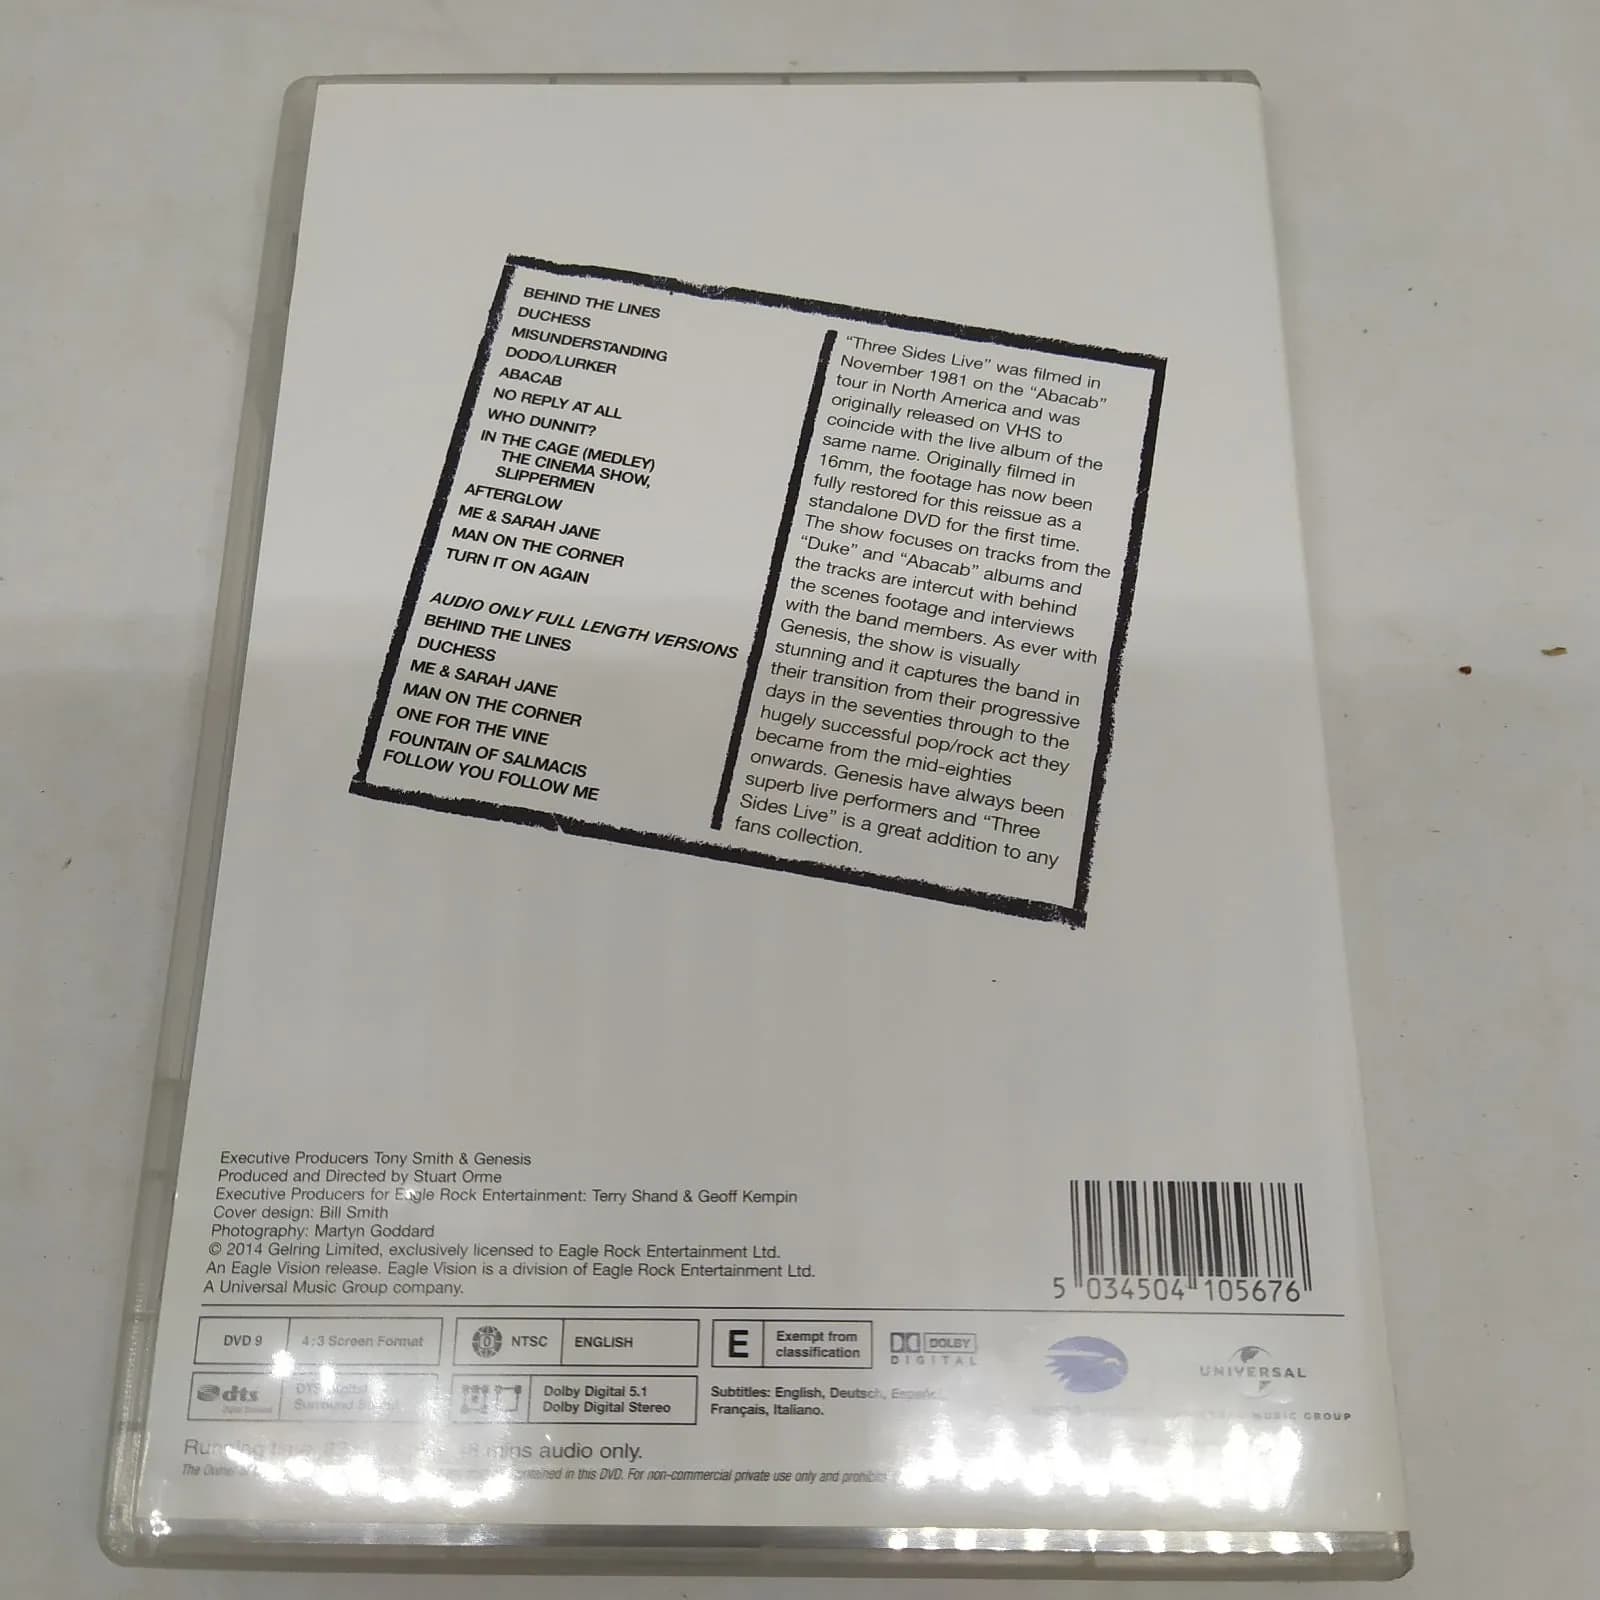 BEHIND THE LINES
DUCHESS
MISUNDERSTANDING
DODO/LURKER
ABACAB
NO REPLY AT ALL
WHO DUNNIT?
IN THE CAGE (MEDLEY)
THE CINEMA SHOW,
SLIPPERMEN
AFTERGLOW
ME & SARAH JANE
MAN ON THE CORNER
TURN IT ON AGAIN
AUDIO ONLY FULL LENGTH VERSIONS
BEHIND THE LINES
DUCHESS
ME & SARAH JANE
MAN ON THE CORNER
ONE FOR THE VINE
FOUNTAIN OF SALMACIS
FOLLOW YOU FOLLOW ME
“Three Sides Live” was filmed in
November 1981 on the “Abacab”
tour in North America and was
originally released on VHS to
coincide with the live album of the
same name. Originally filmed in
16mm, the footage has now been
fully restored for this reissue as a
standalone DVD for the first time.
The show focuses on tracks from the
“Duke” and “Abacab” albums and
the tracks are intercut with behind
the scenes footage and interviews
with the band members. As ever with
Genesis, the show is visually
stunning and it captures the band in
their transition from their progressive
days in the seventies through to the
hugely successful pop/rock act they
became from the mid-eighties
onwards. Genesis have always been
superb live performers and “Three
Sides Live” is a great addition to any
fans collection.
Executive Producers Tony Smith & Genesis
Produced and Directed by Stuart Orme
Executive Producers for Eagle Rock Entertainment: Terry Shand & Geoff Kempin
Cover design: Bill Smith
Photography: Martyn Goddard
© 2014 Gelring Limited, exclusively licensed to Eagle Rock Entertainment Ltd.
An Eagle Vision release. Eagle Vision is a division of Eagle Rock Entertainment Ltd.
A Universal Music Group company.
5 034504 105676
DVD 9 4:3 Screen Format 0 NTSC ENGLISH E Exempt from
classification
DOLBY
DIGITAL
UNIVERSAL
MUSIC GROUP
dts
Digital Surround
DTS Digital
Surround
Dolby Digital 5.1
Dolby Digital Stereo
Subtitles: English, Deutsch, Español,
Français, Italiano.
Running time mins audio only.
The Owner of contained in this DVD. For non-commercial private use only and